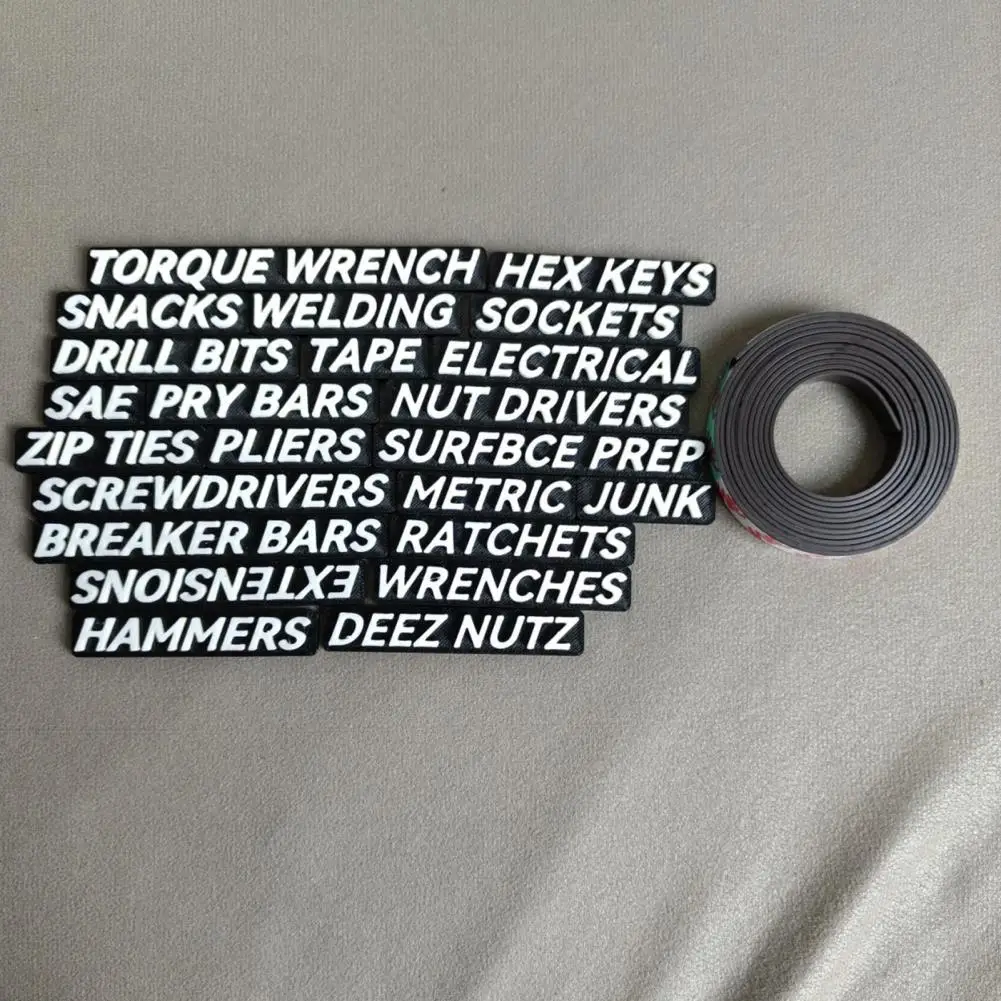 TORQUE WRENCH HEX KEYS
SNACKS WELDING SOCKETS
DRILL BITS TAPE ELECTRICAL
SAE PRY BARS NUT DRIVERS
ZIP TIES PLIERS SURFBCE PREP
SCREWDRIVERS METRIC JUNK
BREAKER BARS RATCHETS
EXTENSIONS WRENCHES
HAMMERS DEEZ NUTZ